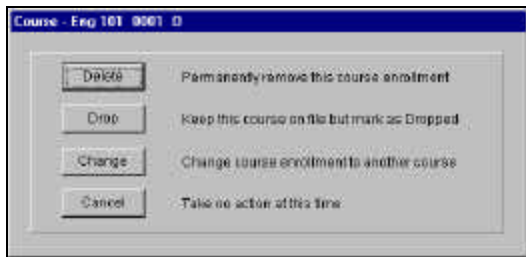 Course - Eng 101 0001 D
Delete Permanently remove this course enrollment
Drop Keep this course on file but mark as Dropped
Change Change course enrollment to another course
Cancel Take no action at this time